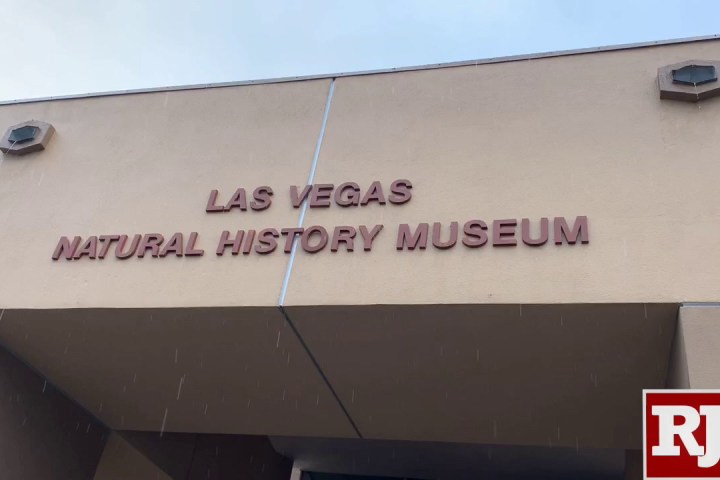 LAS VEGAS
NATURAL HISTORY MUSEUM
RJ